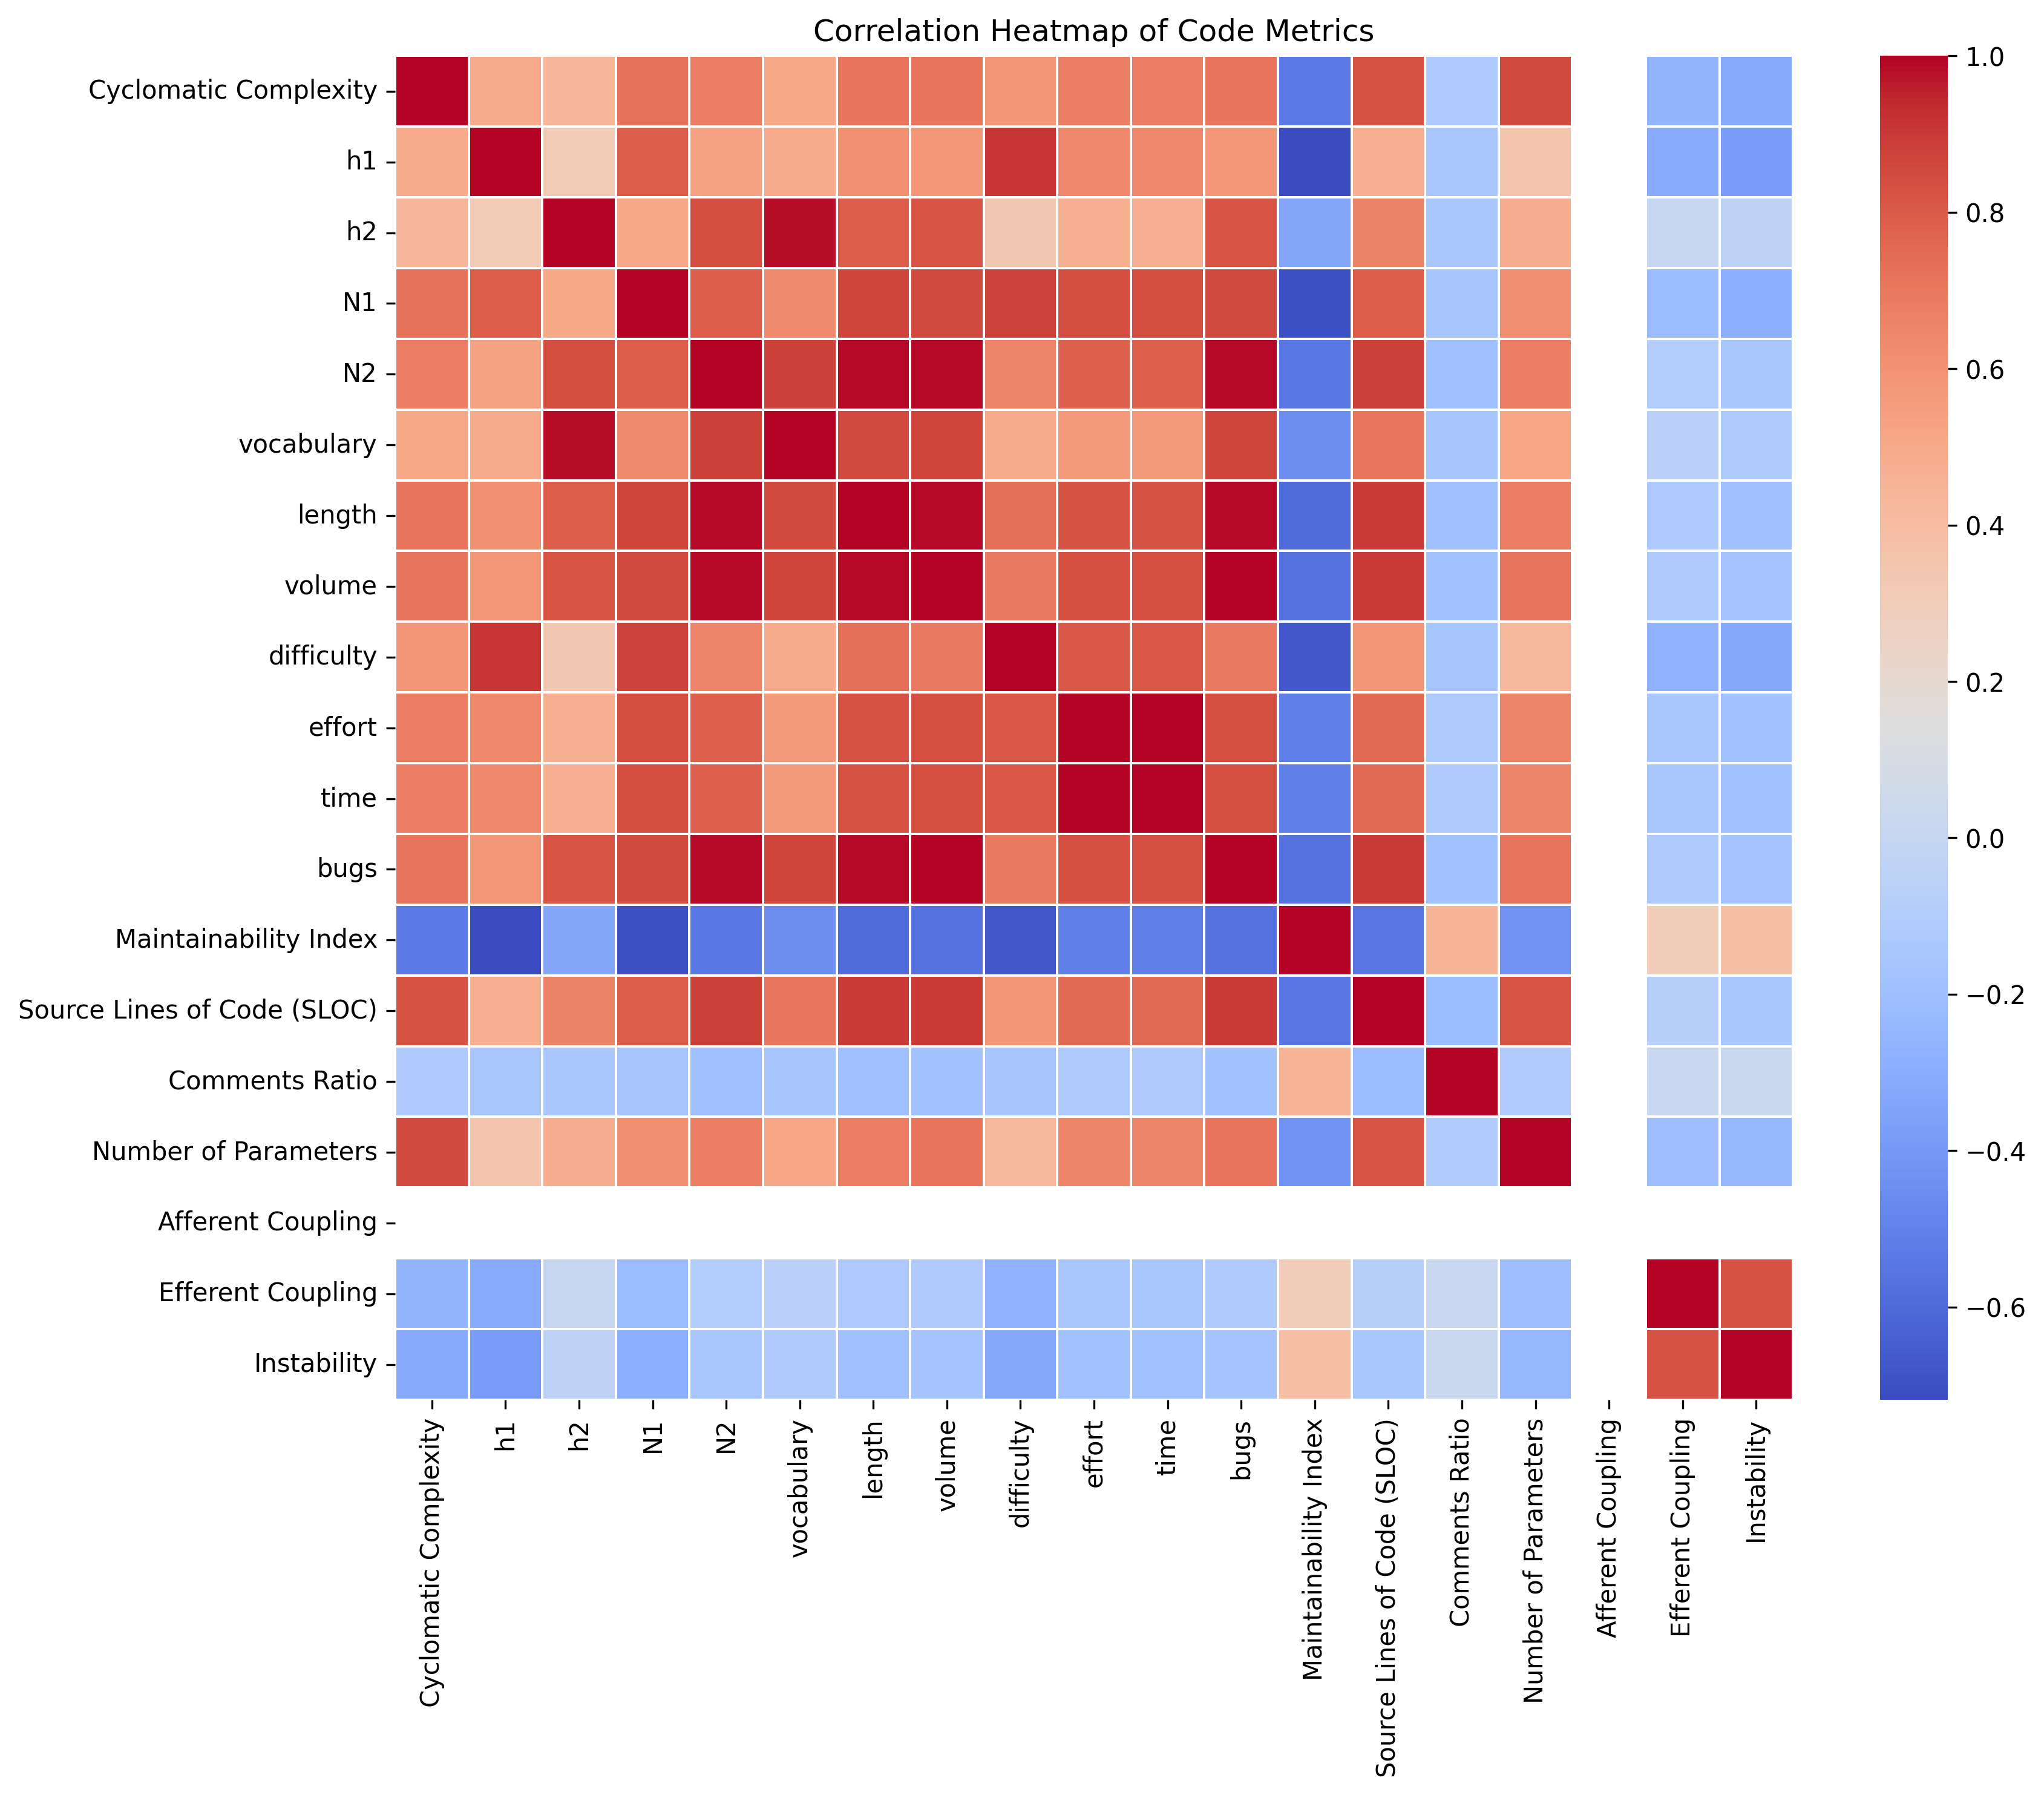 Correlation Heatmap of Code Metrics
Cyclomatic Complexity
h1
h2
N1
N2
vocabulary
length
volume
difficulty
effort
time
bugs
Maintainability Index
Source Lines of Code (SLOC)
Comments Ratio
Number of Parameters
Afferent Coupling
Efferent Coupling
Instability
Cyclomatic Complexity
h1
h2
N1
N2
vocabulary
length
volume
difficulty
effort
time
bugs
Maintainability Index
Source Lines of Code (SLOC)
Comments Ratio
Number of Parameters
Afferent Coupling
Efferent Coupling
Instability
1.0
0.8
0.6
0.4
0.2
0.0
−0.2
−0.4
−0.6